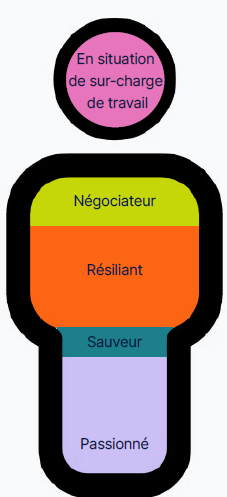 En situation
de sur-charge
de travail
Négociateur
Résiliant
Sauveur
Passionné